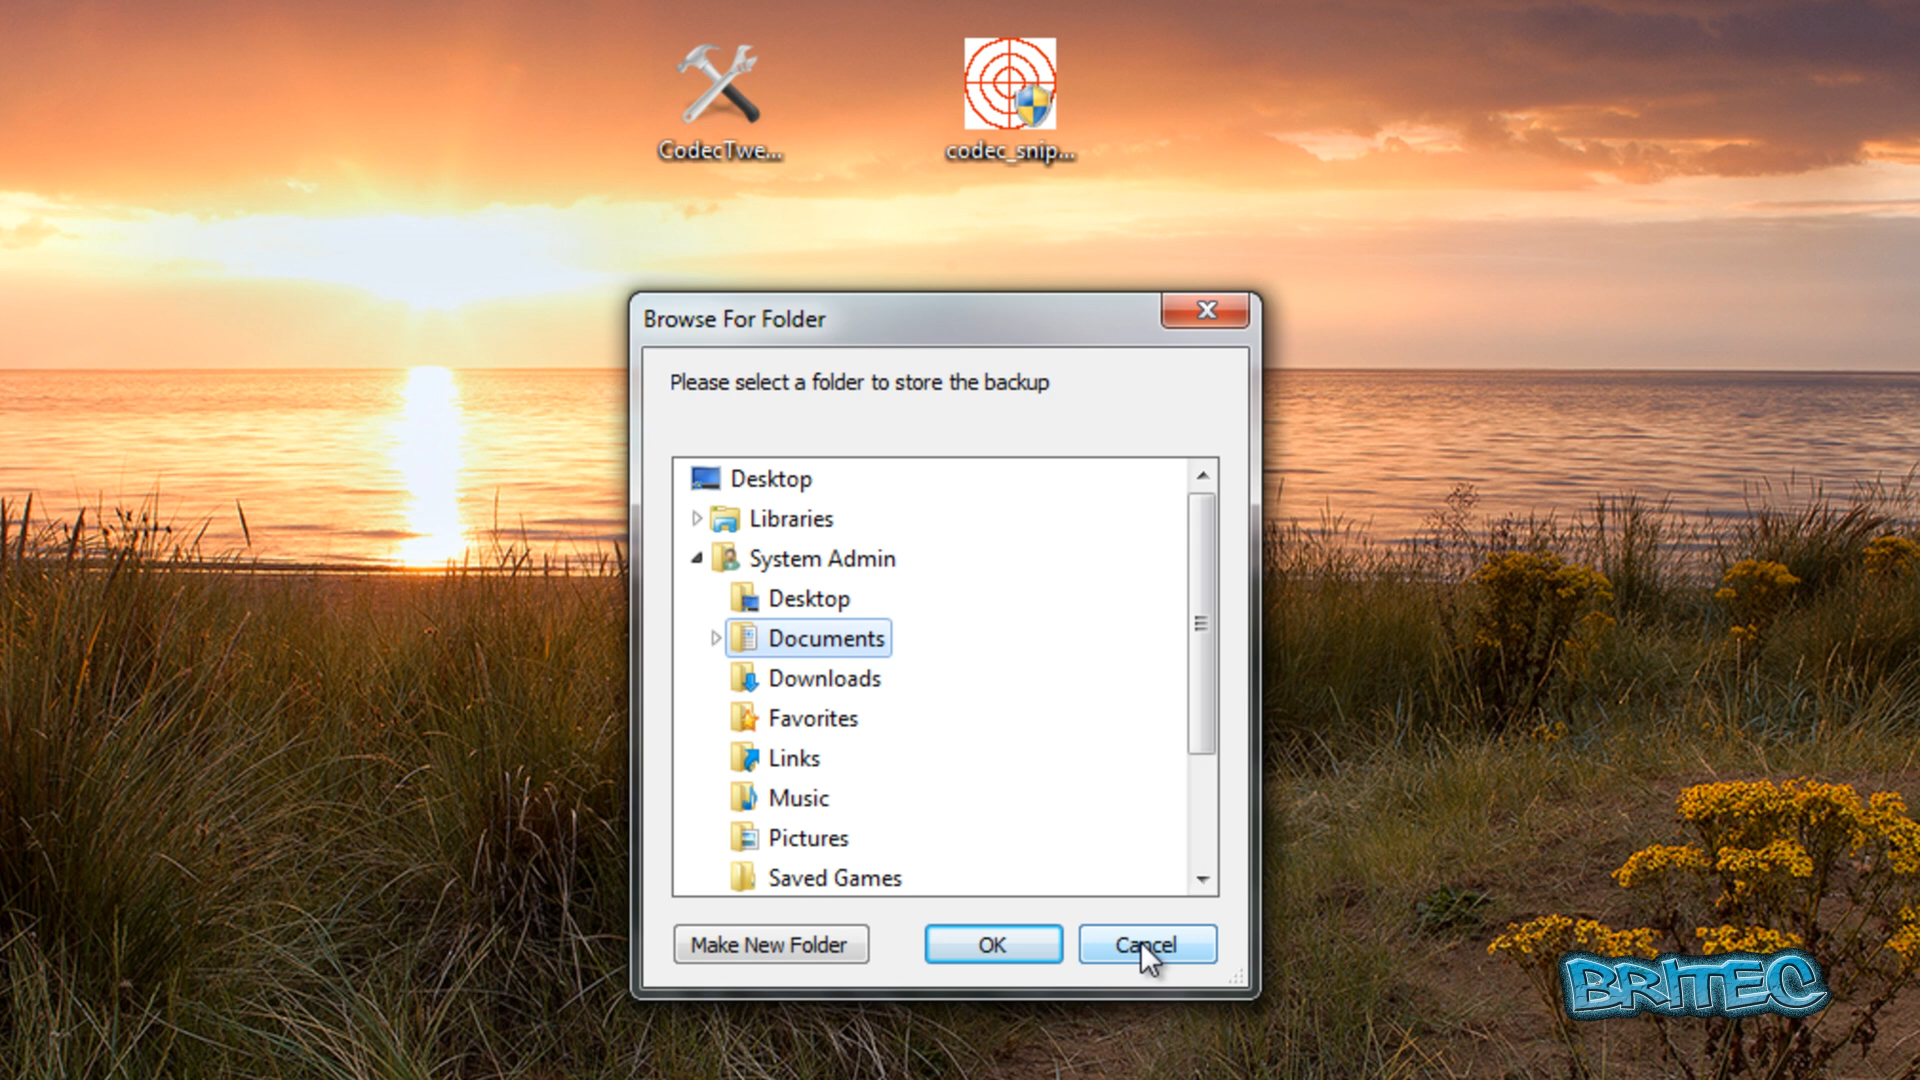 CodecTwe...
codec_snip...
Browse For Folder
Please select a folder to store the backup
Desktop
Libraries
System Admin
Desktop
Documents
Downloads
Favorites
Links
Music
Pictures
Saved Games
Make New Folder
OK
Cancel
BRITEC